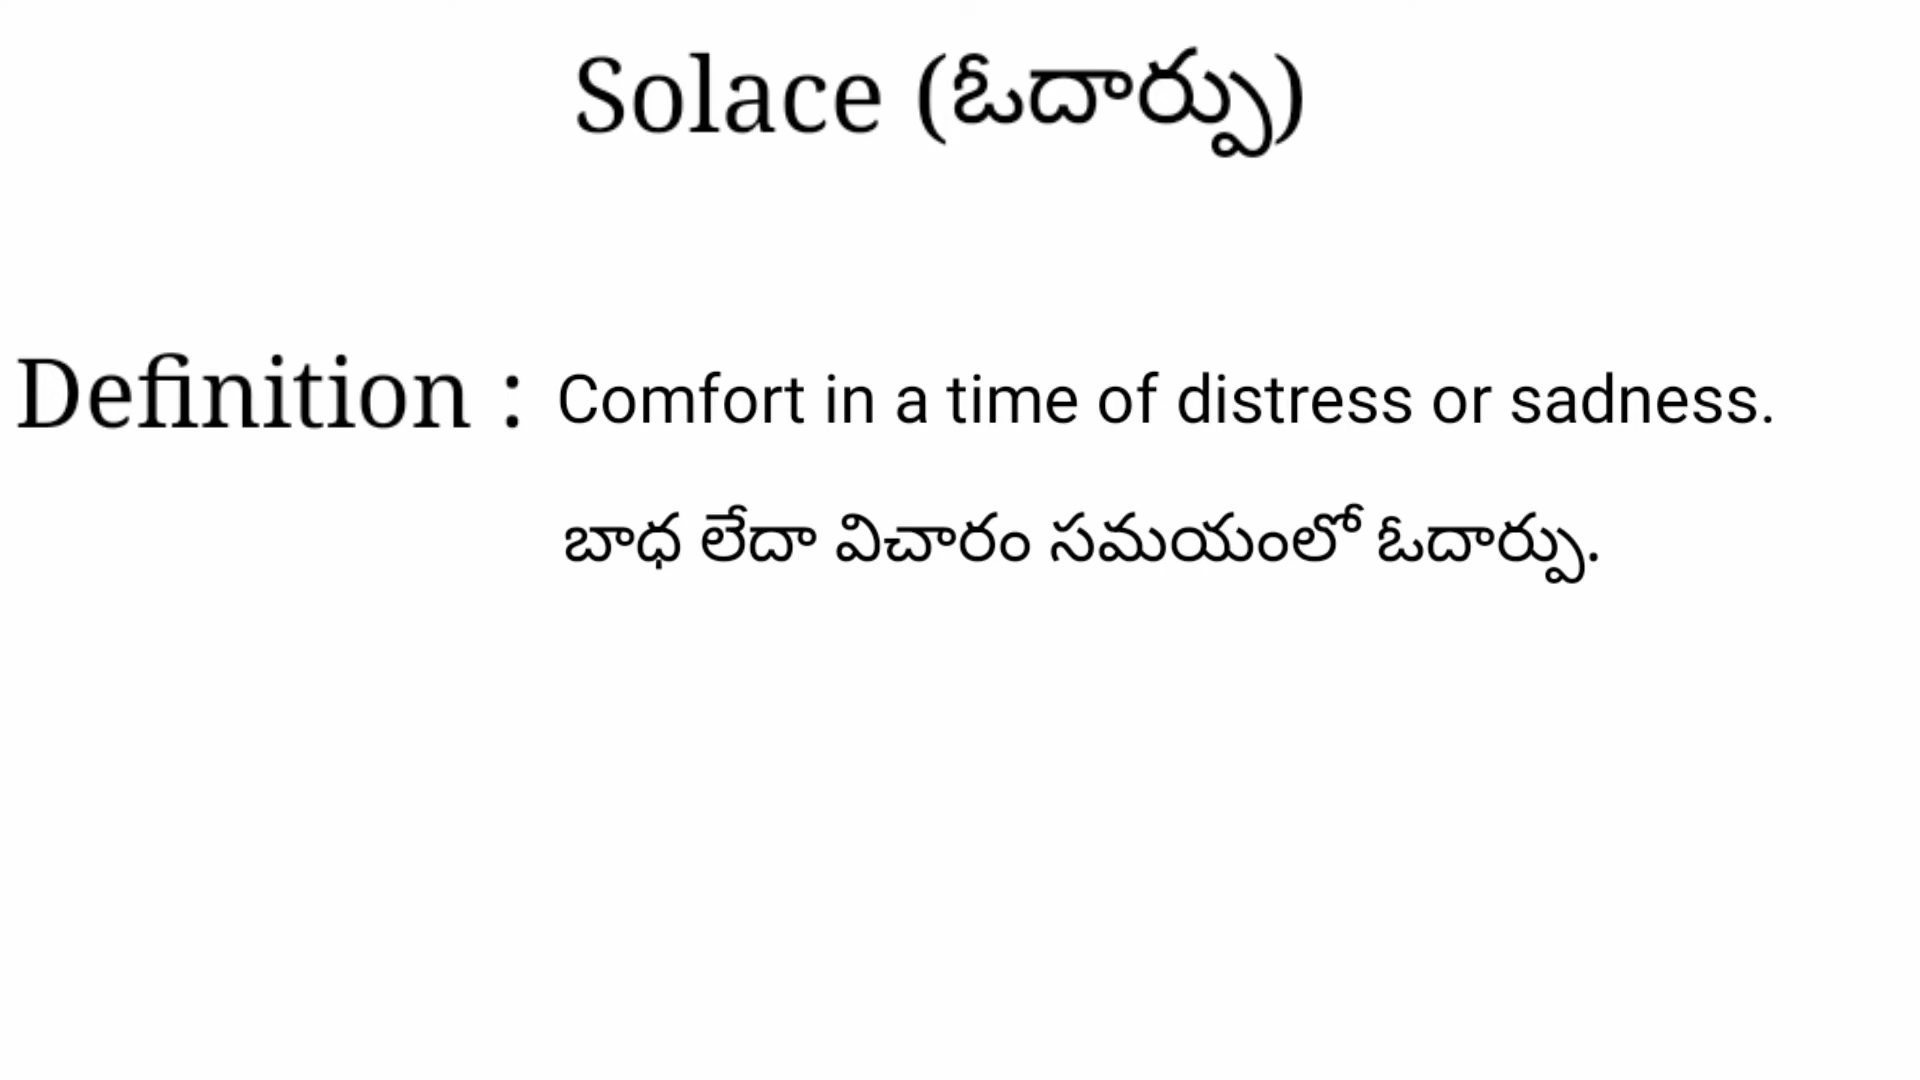 Solace (ఓదార్పు)
Definition : Comfort in a time of distress or sadness.
బాధ లేదా విచారం సమయంలో ఓదార్పు.